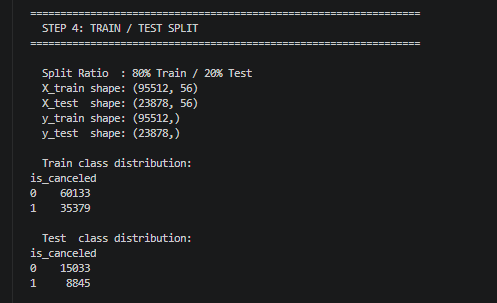 =================================================================
STEP 4: TRAIN / TEST SPLIT
=================================================================
Split Ratio  : 80% Train / 20% Test
X_train shape: (95512, 56)
X_test  shape: (23878, 56)
y_train shape: (95512,)
y_test  shape: (23878,)
Train class distribution:
is_canceled
0    60133
1    35379
Test  class distribution:
is_canceled
0    15033
1     8845